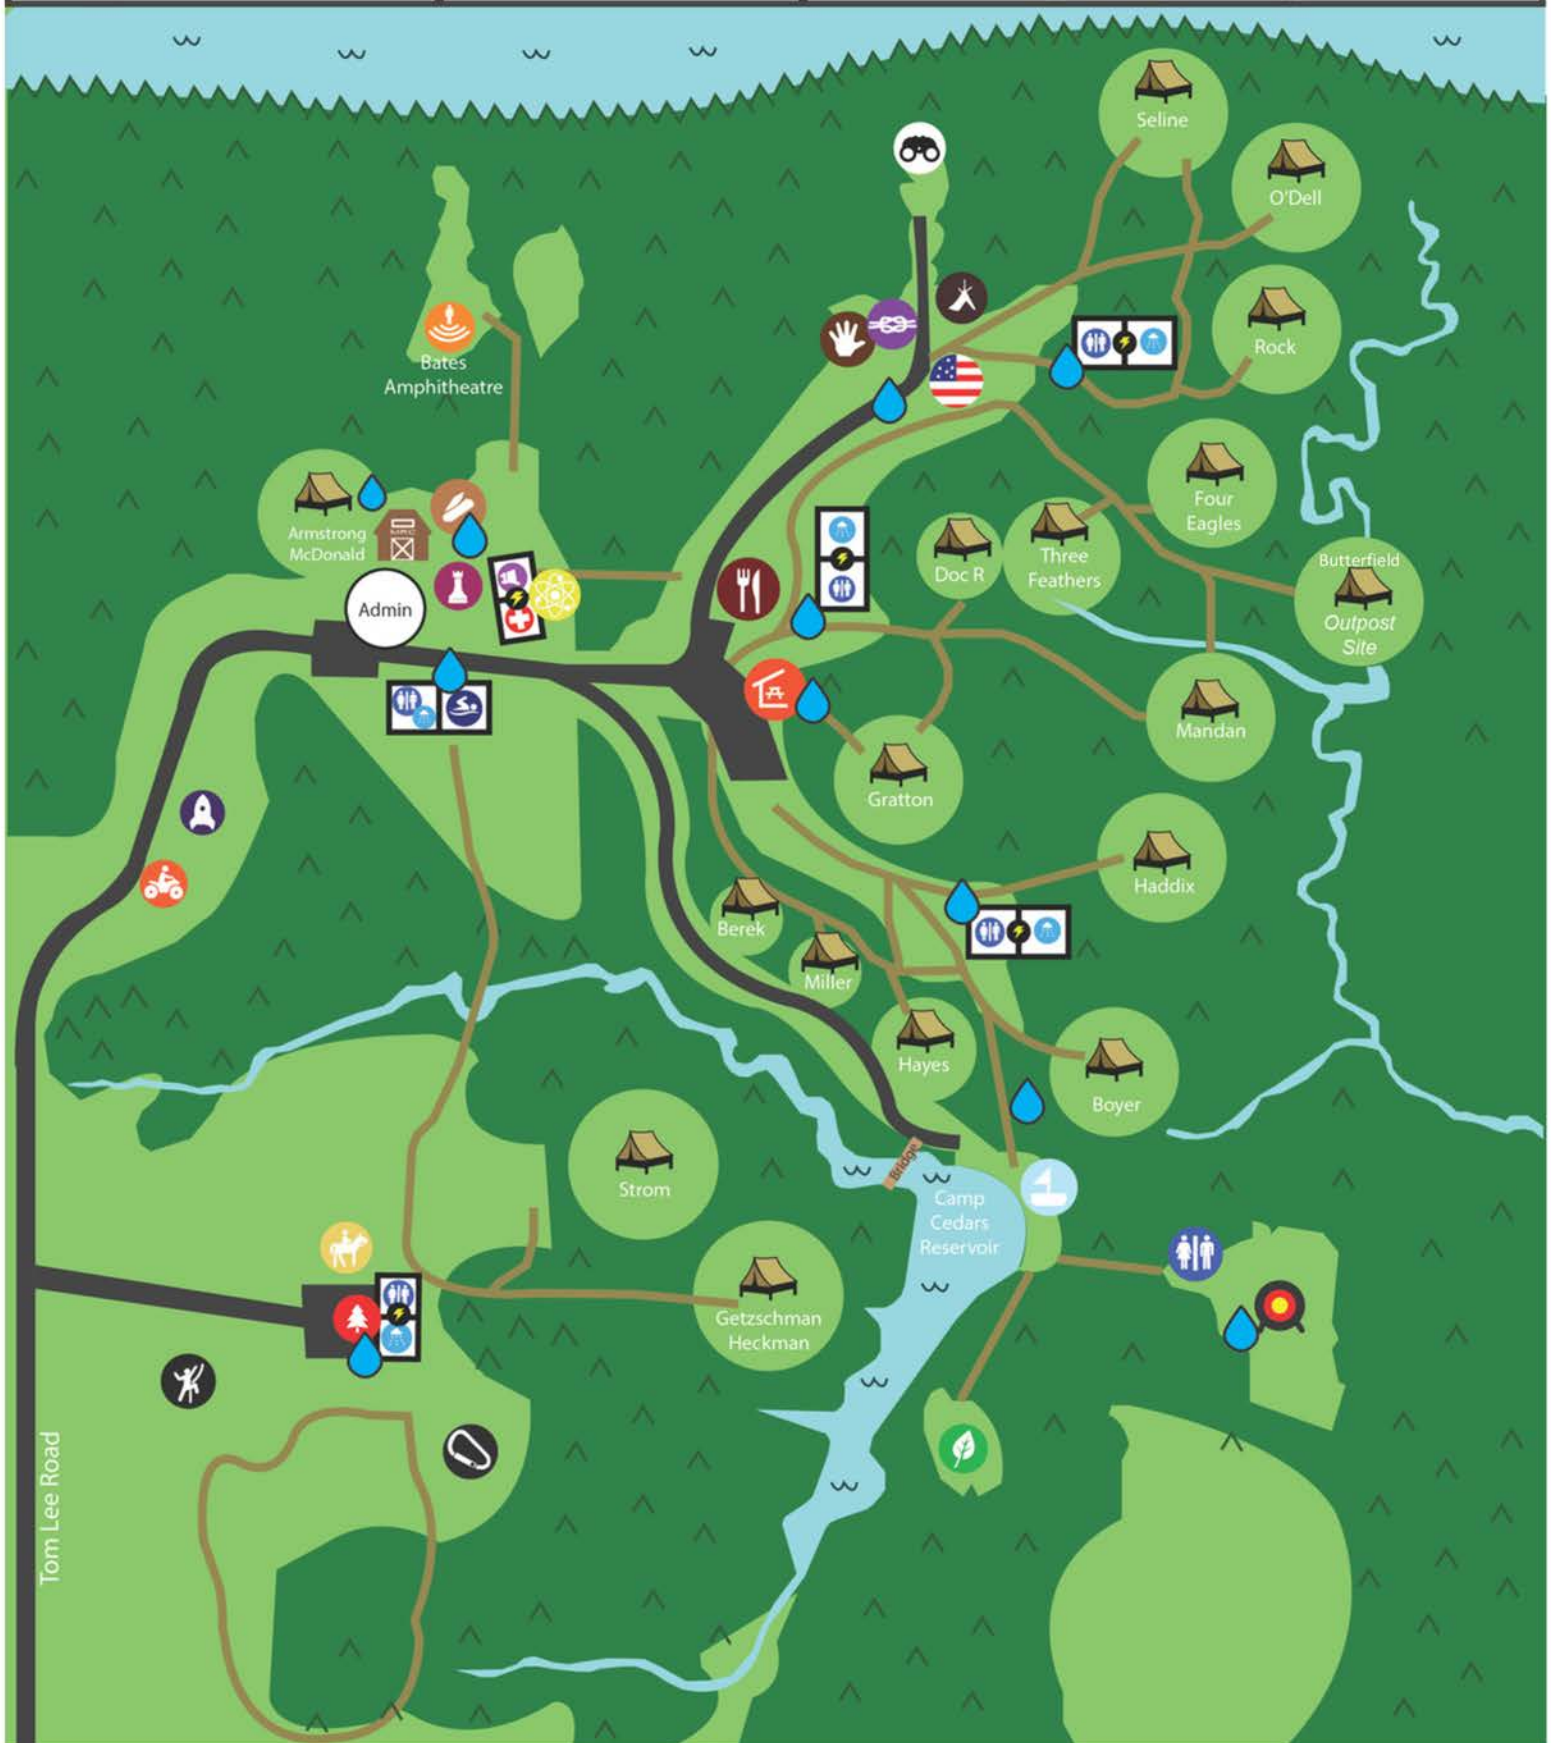 Seline
O'Dell
Rock
Bates
Amphitheatre
Four
Eagles
Armstrong
McDonald
Three
Feathers
Doc R
Butterfield
Outpost
Site
Admin
Mandan
Gratton
Haddix
Berek
Miller
Hayes
Boyer
Bridge
Strom
Camp
Cedars
Reservoir
Getzschman
Heckman
Tom Lee Road